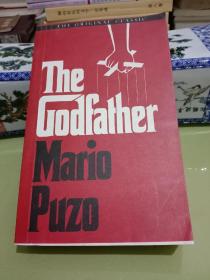 THE ORIGINAL CLASSIC
The
Godfather
Mario
Puzo